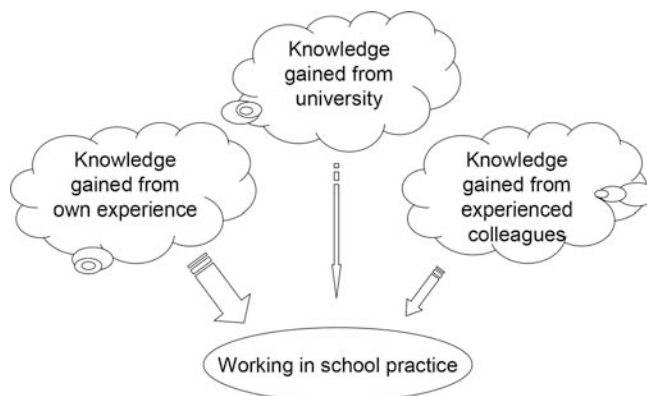 Knowledge
gained from
university
Knowledge
gained from
own experience
Knowledge
gained from
experienced
colleagues
Working in school practice